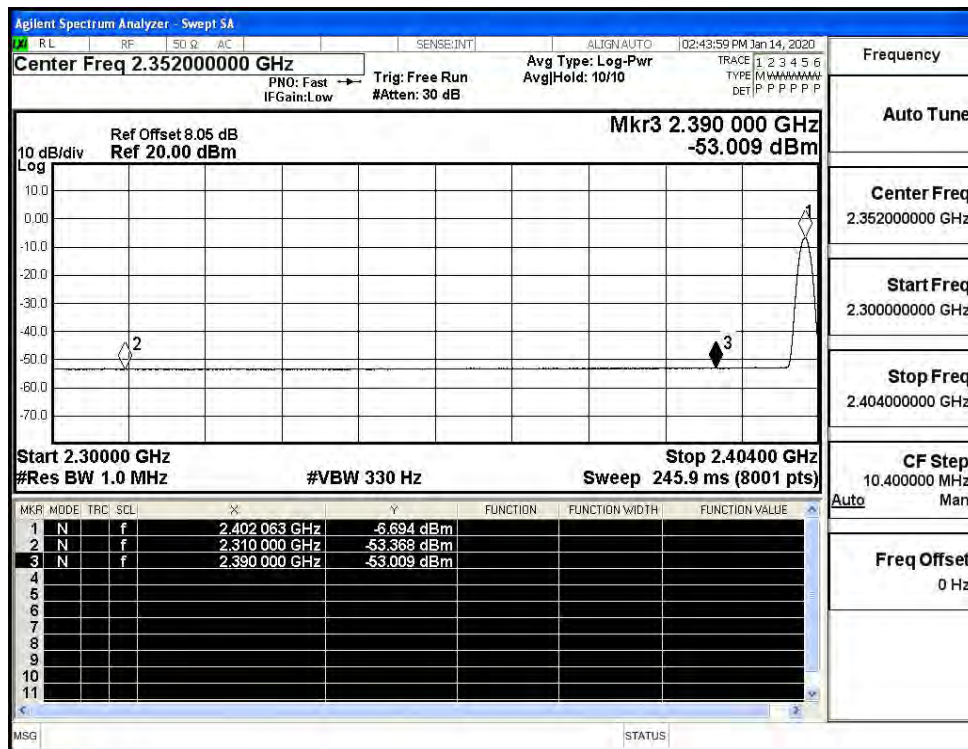 Agilent Spectrum Analyzer - Swept SA
LXI RL RF 50 Ω AC SENSE:INT ALIGN AUTO 02:43:59 PM Jan 14, 2020
Center Freq 2.352000000 GHz
PNO: Fast
IFGain:Low
Trig: Free Run
#Atten: 30 dB
Avg Type: Log-Pwr
Avg|Hold: 10/10
TRACE 1 2 3 4 5 6
TYPE MWWWWW
DET P P P P P P
Ref Offset 8.05 dB
10 dB/div Ref 20.00 dBm
Log
Mkr3 2.390 000 GHz
-53.009 dBm
10.0
0.00
-10.0
-20.0
-30.0
-40.0
-50.0
-60.0
-70.0
1
2
3
Start 2.30000 GHz Stop 2.40400 GHz
#Res BW 1.0 MHz #VBW 330 Hz Sweep 245.9 ms (8001 pts)
MKR MODE TRC SCL X Y FUNCTION FUNCTION WIDTH FUNCTION VALUE
1 N f 2.402 063 GHz -6.694 dBm
2 N f 2.310 000 GHz -53.368 dBm
3 N f 2.390 000 GHz -53.009 dBm
4
5
6
7
8
9
10
11
MSG STATUS
Frequency
Auto Tune
Center Freq
2.352000000 GHz
Start Freq
2.300000000 GHz
Stop Freq
2.404000000 GHz
CF Step
10.400000 MHz
Auto Man
Freq Offset
0 Hz